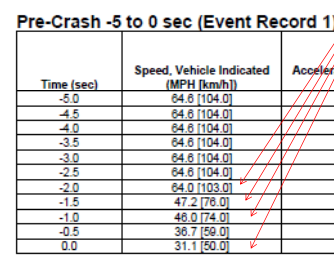 Pre-Crash -5 to 0 sec (Event Record 1)
Speed, Vehicle Indicated
Time (sec) (MPH [km/h])
-5.0 64.6 [104.0]
-4.5 64.6 [104.0]
-4.0 64.6 [104.0]
-3.5 64.6 [104.0]
-3.0 64.6 [104.0]
-2.5 64.6 [104.0]
-2.0 64.0 [103.0]
-1.5 47.2 [76.0]
-1.0 46.0 [74.0]
-0.5 36.7 [59.0]
0.0 31.1 [50.0]